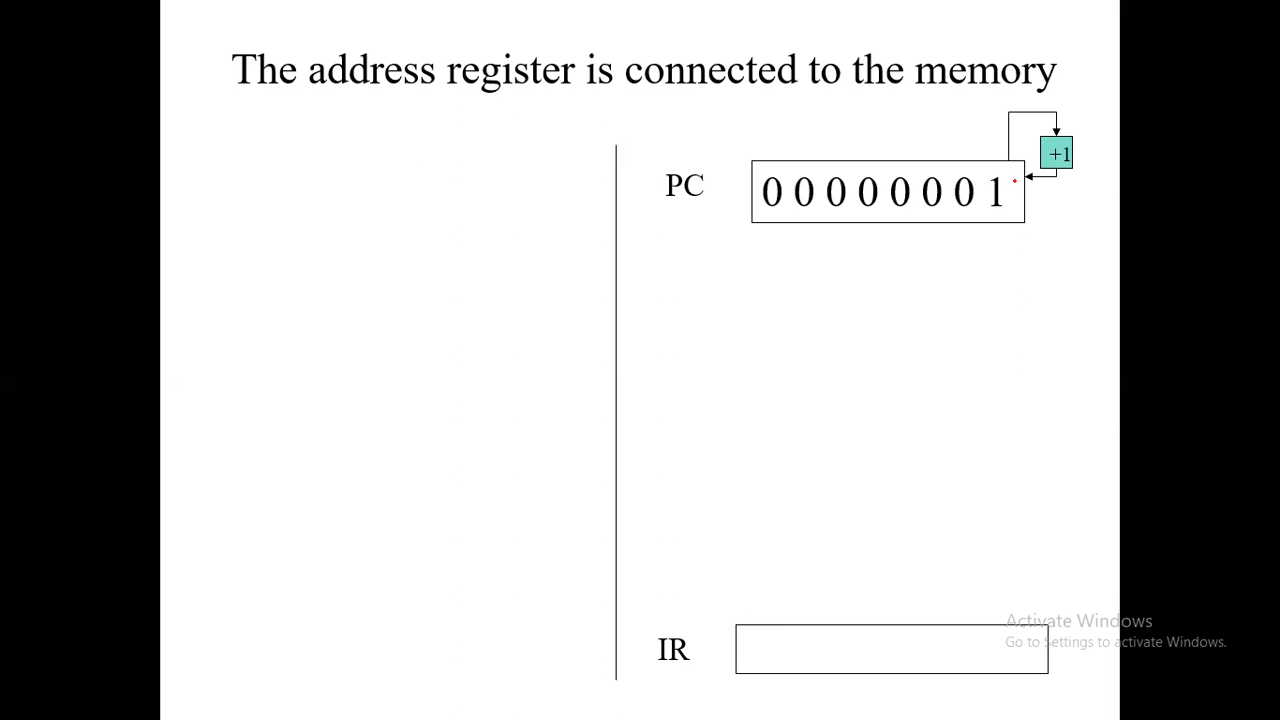 The address register is connected to the memory
+1
PC
0 0 0 0 0 0 0 1
Activate Windows
Go to Settings to activate Windows.
IR